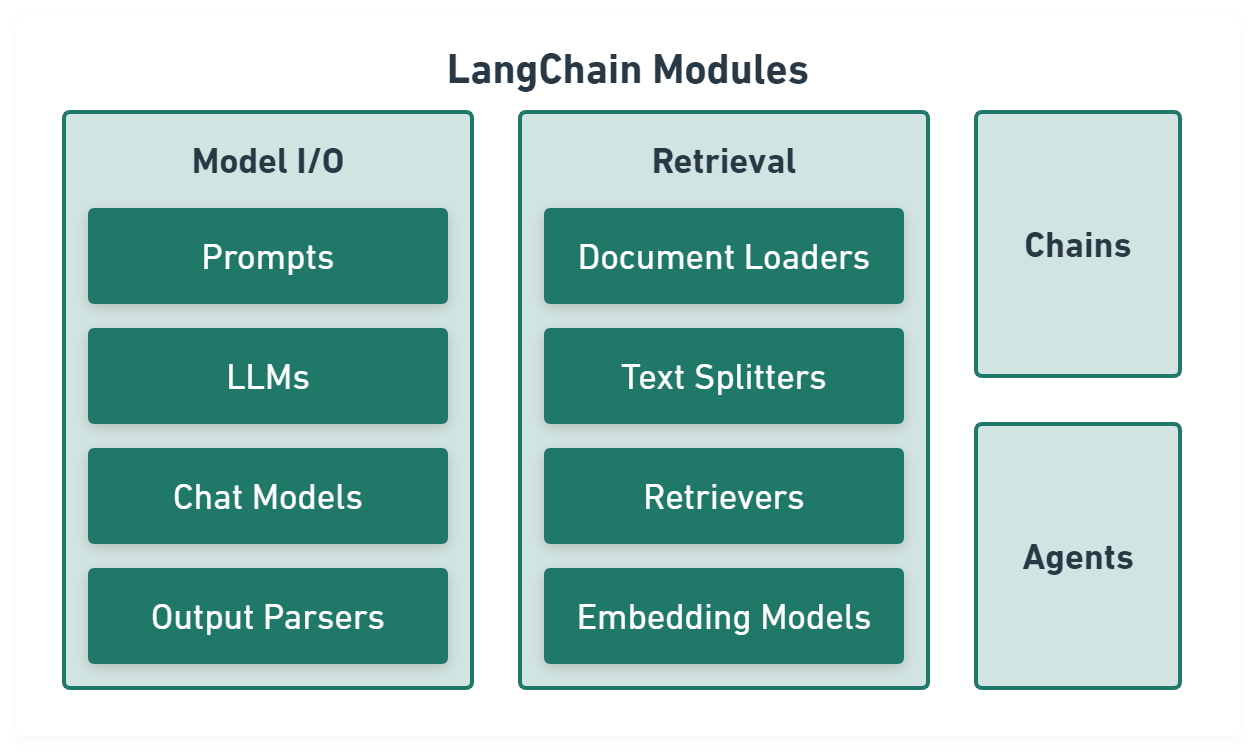 LangChain Modules
Model I/O
Prompts
LLMs
Chat Models
Output Parsers
Retrieval
Document Loaders
Text Splitters
Retrievers
Embedding Models
Chains
Agents